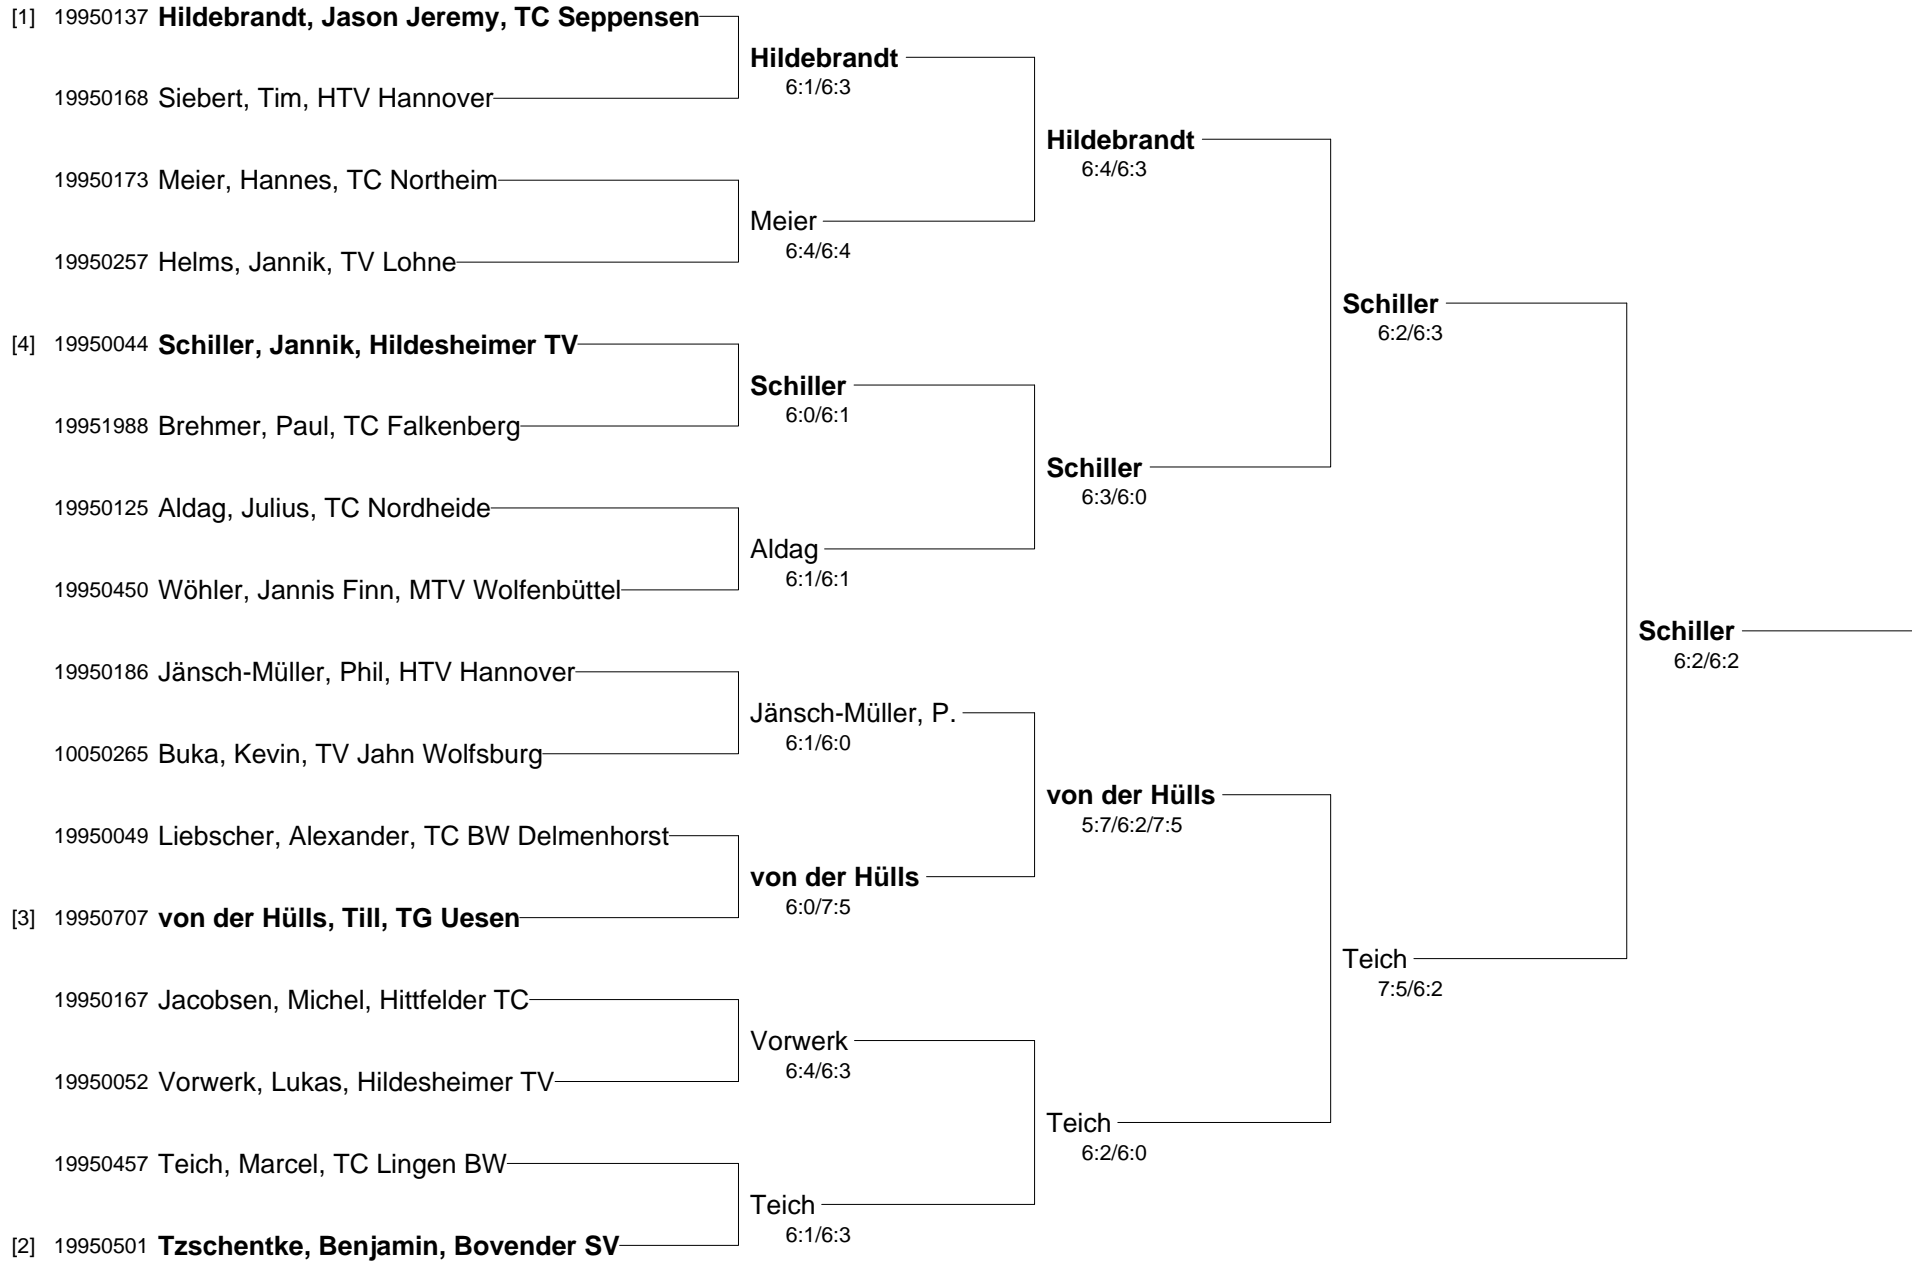 [1] 19950137 Hildebrandt, Jason Jeremy, TC Seppensen
Hildebrandt
6:1/6:3
19950168 Siebert, Tim, HTV Hannover
Hildebrandt
6:4/6:3
19950173 Meier, Hannes, TC Northeim
Meier
6:4/6:4
19950257 Helms, Jannik, TV Lohne
Schiller
6:2/6:3
[4] 19950044 Schiller, Jannik, Hildesheimer TV
Schiller
6:0/6:1
19951988 Brehmer, Paul, TC Falkenberg
Schiller
6:3/6:0
19950125 Aldag, Julius, TC Nordheide
Aldag
6:1/6:1
19950450 Wöhler, Jannis Finn, MTV Wolfenbüttel
Schiller
6:2/6:2
19950186 Jänsch-Müller, Phil, HTV Hannover
Jänsch-Müller, P.
6:1/6:0
10050265 Buka, Kevin, TV Jahn Wolfsburg
von der Hülls
5:7/6:2/7:5
19950049 Liebscher, Alexander, TC BW Delmenhorst
von der Hülls
6:0/7:5
[3] 19950707 von der Hülls, Till, TG Uesen
Teich
7:5/6:2
19950167 Jacobsen, Michel, Hittfelder TC
Vorwerk
6:4/6:3
19950052 Vorwerk, Lukas, Hildesheimer TV
Teich
6:2/6:0
19950457 Teich, Marcel, TC Lingen BW
Teich
6:1/6:3
[2] 19950501 Tzschentke, Benjamin, Bovender SV